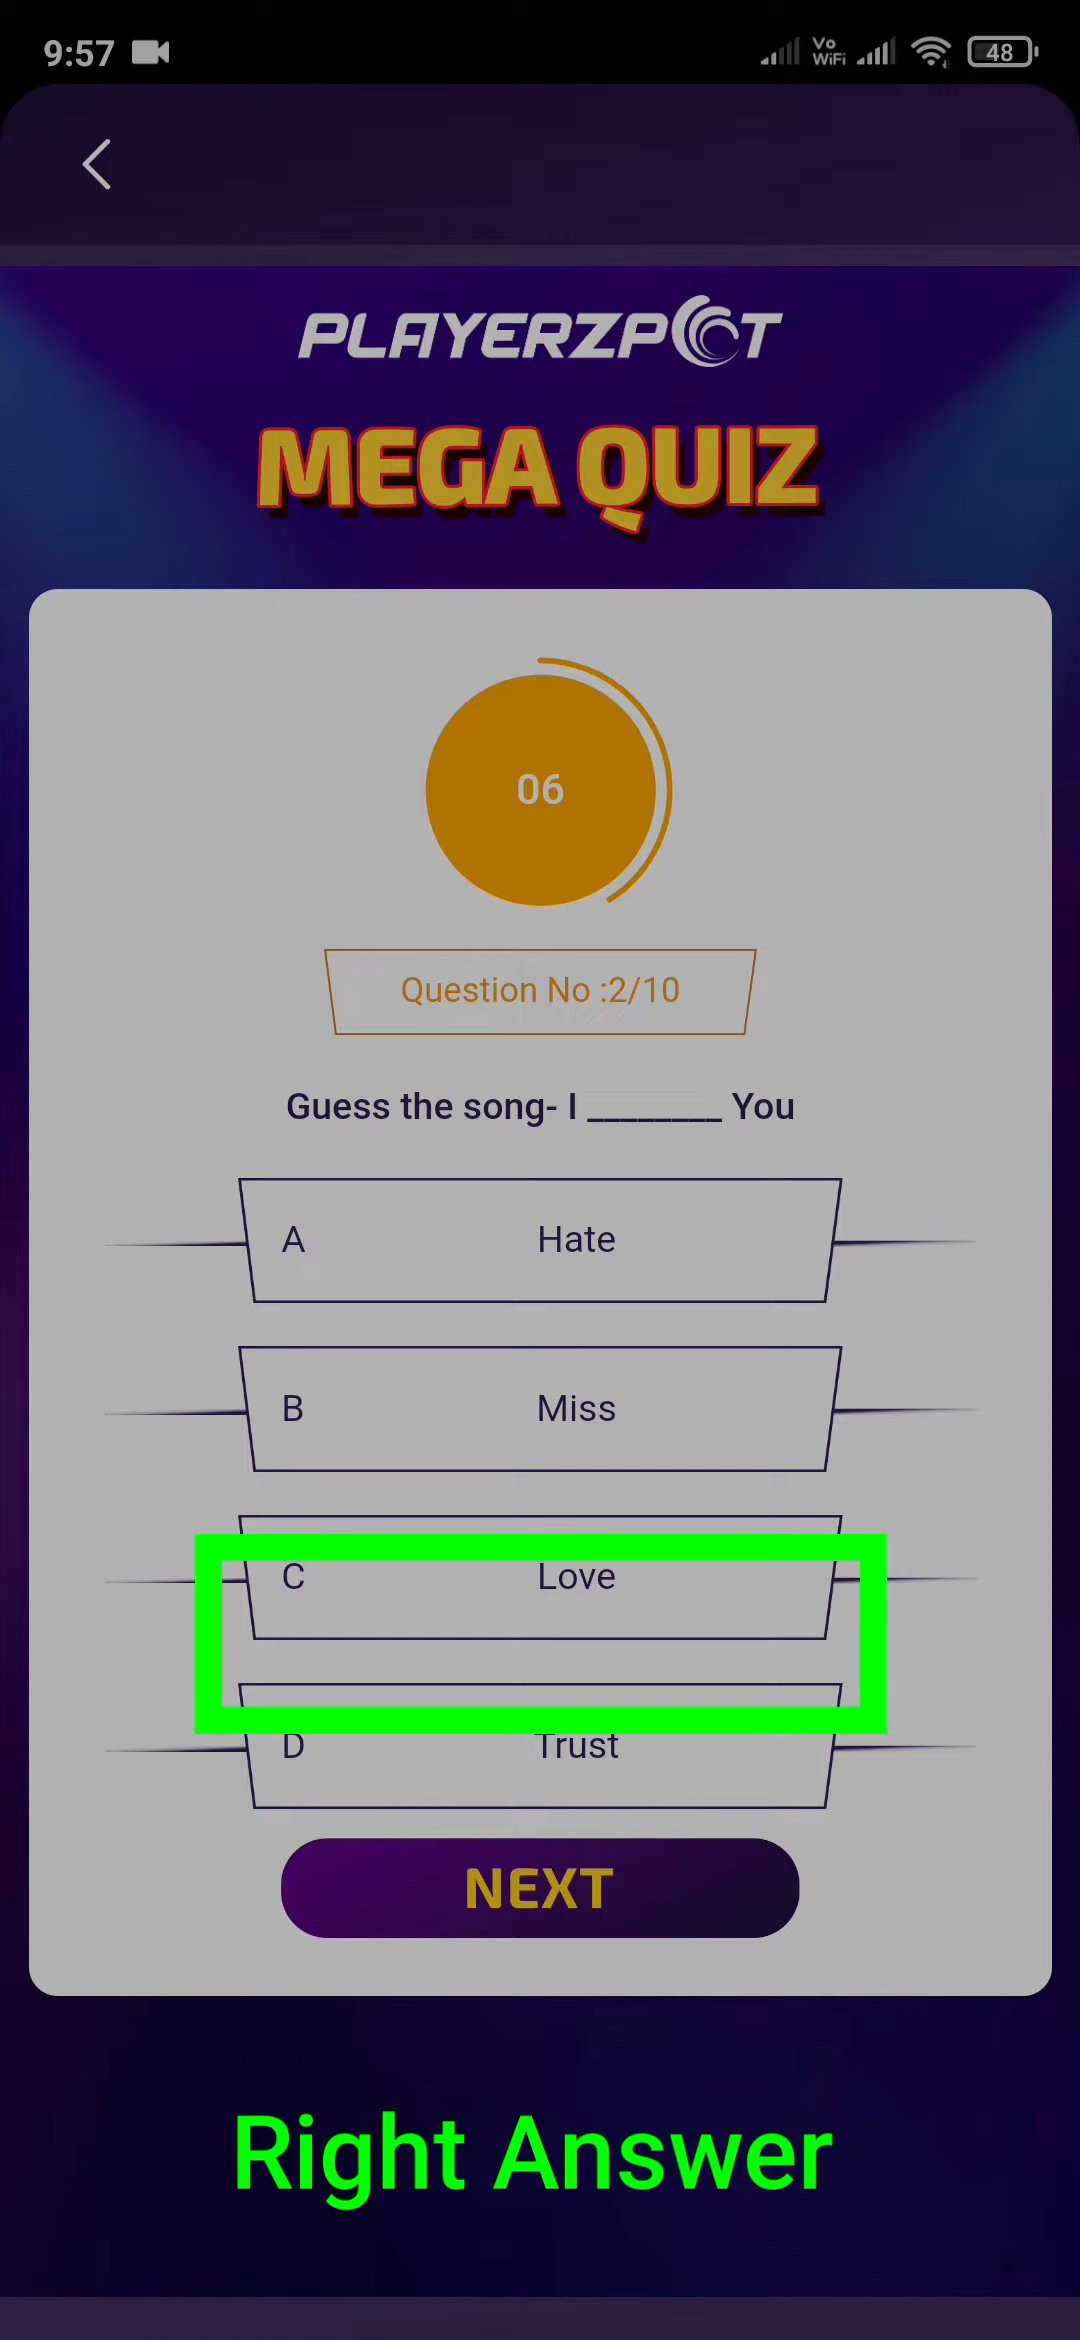 9:57
Vo
WiFi
48
PLAYERZPOT
MEGA QUIZ
06
Question No :2/10
Guess the song- I ________ You
A Hate
B Miss
C Love
D Trust
NEXT
Right Answer